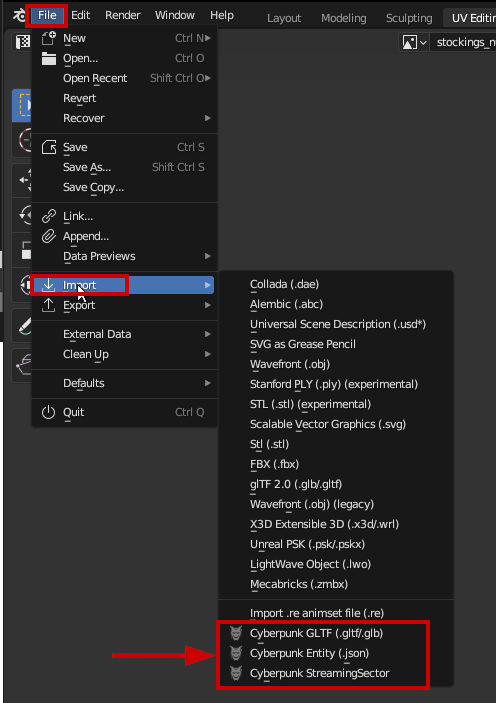 File Edit Render Window Help Layout Modeling Sculpting UV Editin
New Ctrl N
stockings_n
Open... Ctrl O
Open Recent Shift Ctrl O
Revert
Recover
Save Ctrl S
Save As... Shift Ctrl S
Save Copy...
Link...
Append...
Data Previews
Import
Export
External Data
Clean Up
Defaults
Quit Ctrl Q
Collada (.dae)
Alembic (.abc)
Universal Scene Description (.usd*)
SVG as Grease Pencil
Wavefront (.obj)
Stanford PLY (.ply) (experimental)
STL (.stl) (experimental)
Scalable Vector Graphics (.svg)
Stl (.stl)
FBX (.fbx)
glTF 2.0 (.glb/.gltf)
Wavefront (.obj) (legacy)
X3D Extensible 3D (.x3d/.wrl)
Unreal PSK (.psk/.pskx)
LightWave Object (.lwo)
Mecabricks (.zmbx)
Import .re animset file (.re)
Cyberpunk GLTF (.gltf/.glb)
Cyberpunk Entity (.json)
Cyberpunk StreamingSector